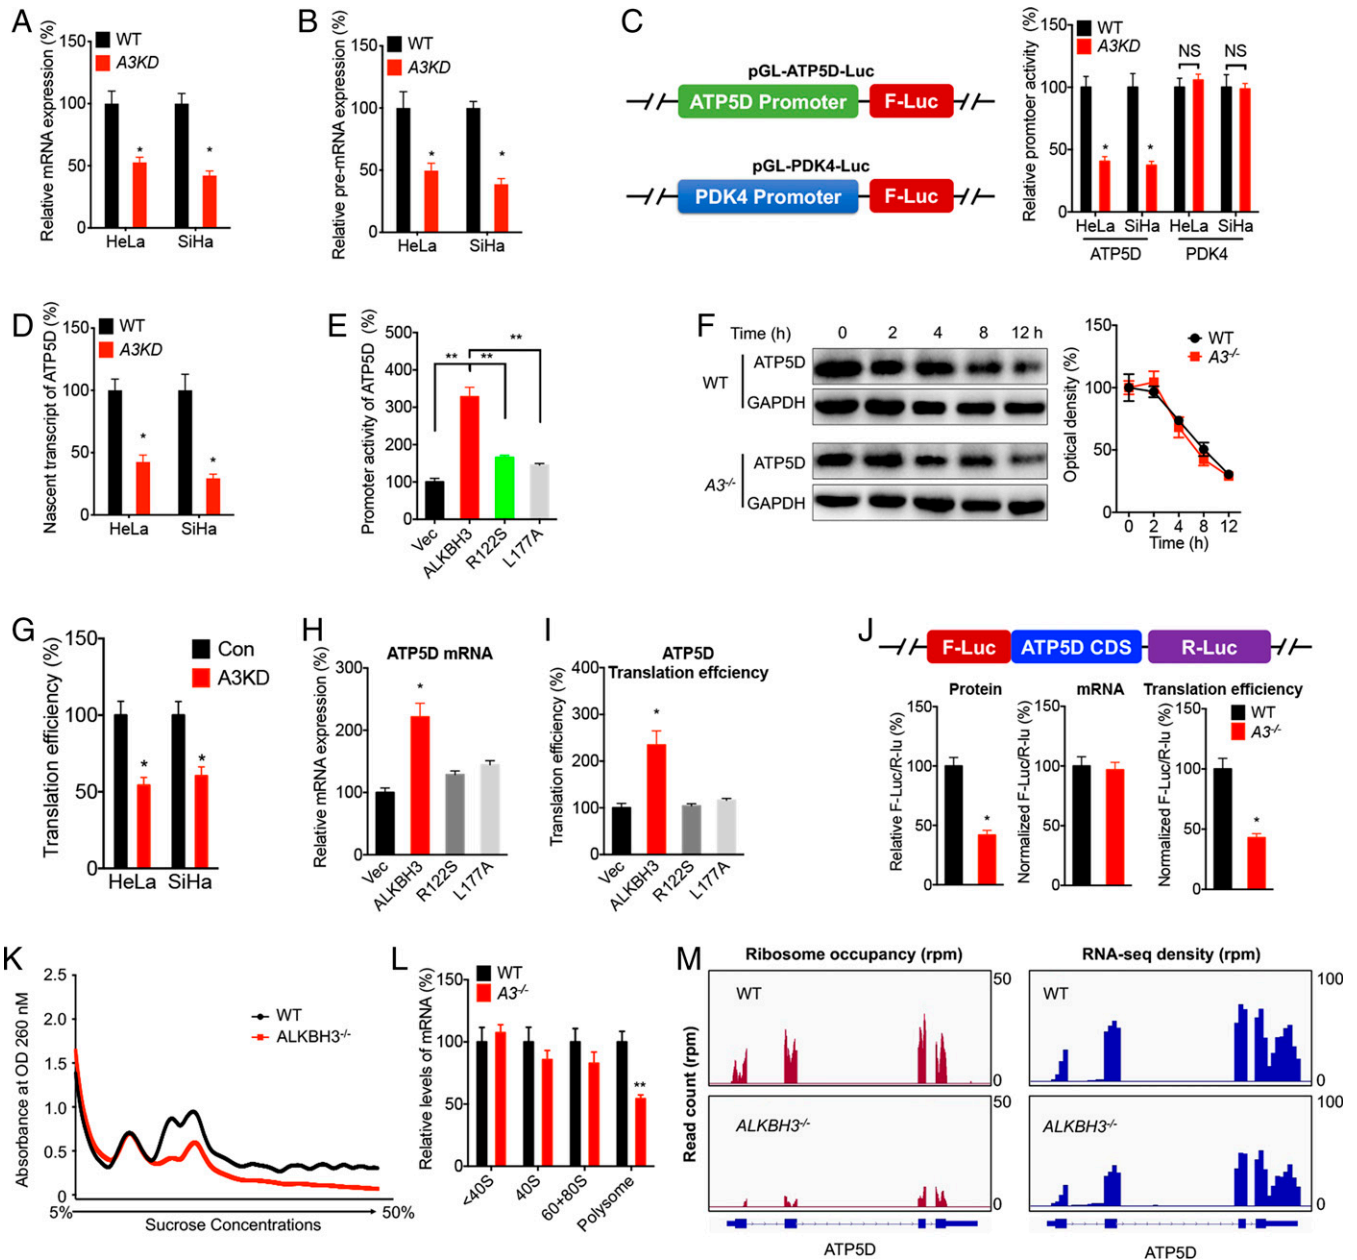 A
Relative mRNA expression (%)
150
100
50
0
WT
A3KD
*
*
HeLa
SiHa
B
Relative pre-mRNA expression (%)
150
100
50
0
WT
A3KD
*
*
HeLa
SiHa
C
pGL-ATP5D-Luc
ATP5D Promoter
F-Luc
pGL-PDK4-Luc
PDK4 Promoter
F-Luc
Relative promtoer activity (%)
150
100
50
0
WT
A3KD
NS
NS
*
*
HeLa
SiHa
HeLa
SiHa
ATP5D
PDK4
D
Nascent transcript of ATP5D (%)
150
100
50
0
WT
A3KD
*
*
HeLa
SiHa
E
Promoter activity of ATP5D (%)
500
400
300
200
100
0
**
**
**
Vec
ALKBH3
R122S
L177A
F
Time (h)
0
2
4
8
12 h
WT
ATP5D
GAPDH
A3-/-
ATP5D
GAPDH
Optical density (%)
150
100
50
0
WT
A3-/-
0
2
4
8
12
Time (h)
G
Translation efficiency (%)
150
100
50
0
Con
A3KD
*
*
HeLa
SiHa
H
ATP5D mRNA
Relative mRNA expression (%)
300
200
100
0
*
Vec
ALKBH3
R122S
L177A
I
ATP5D
Translation effciency
Translation efficiency (%)
400
300
200
100
0
*
Vec
ALKBH3
R122S
L177A
J
F-Luc
ATP5D CDS
R-Luc
Protein
Relative F-Luc/R-lu (%)
150
100
50
0
*
mRNA
Normalized F-Luc/R-lu (%)
150
100
50
0
Translation efficiency
Normalized F-Luc/R-lu (%)
150
100
50
0
WT
A3-/-
*
K
Absorbance at OD 260 nM
2.5
2.0
1.5
1.0
0.5
0
WT
ALKBH3-/-
5%
Sucrose Concentrations
50%
L
Relative levels of mRNA (%)
150
100
50
0
WT
A3-/-
**
<40S
40S
60+80S
Polysome
M
Read count (rpm)
Ribosome occupancy (rpm)
WT
50
0
ALKBH3-/-
50
0
ATP5D
RNA-seq density (rpm)
WT
100
0
ALKBH3-/-
100
0
ATP5D